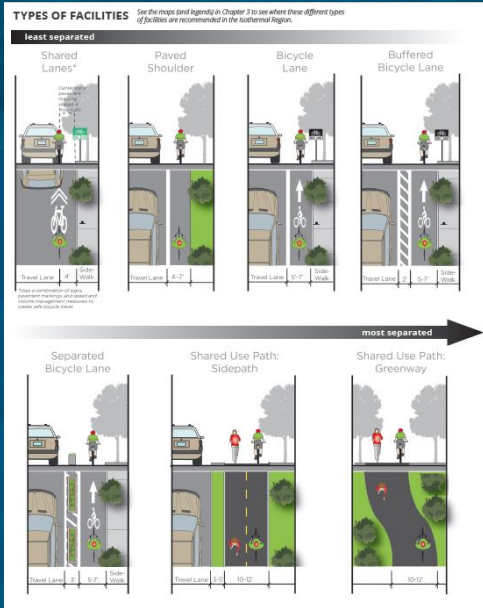 TYPES OF FACILITIES
See the maps (and legends) in Chapter 3 to see where these different types
of facilities are recommended in the Isothermal Region.
least separated
Shared
Lanes*
Paved
Shoulder
Bicycle
Lane
Buffered
Bicycle Lane
Travel Lane
4'
Side-
Walk
Travel Lane
4'-7'
Travel Lane
5'-7'
Side-
Walk
Travel Lane
2'
5-7'
Side-
Walk
*Uses a combination of signs,
pavement markings, and speed and
volume management measures to
create safe bicycle travel.
most separated
Separated
Bicycle Lane
Shared Use Path:
Sidepath
Shared Use Path:
Greenway
Travel Lane
3'
5-7'
Side-
Walk
Travel Lane
3-5'
10-12'
10-12'